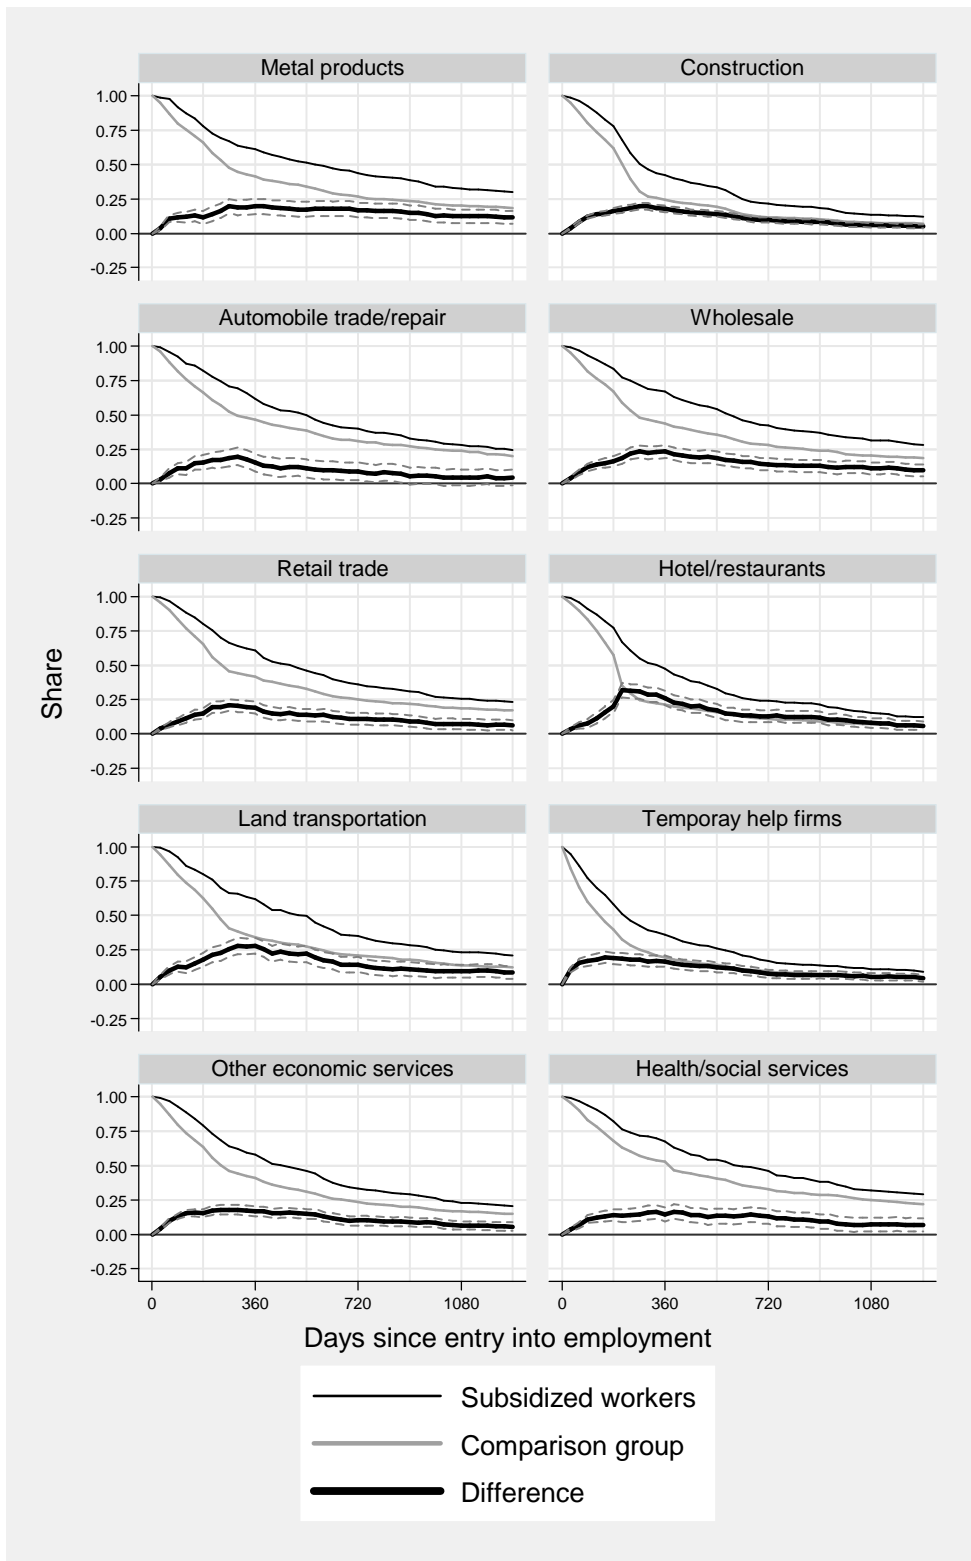 Metal products
Construction
1.00
0.75
0.50
0.25
0.00
-0.25
Automobile trade/repair
Wholesale
1.00
0.75
0.50
0.25
0.00
-0.25
Retail trade
Hotel/restaurants
1.00
0.75
0.50
0.25
0.00
-0.25
Share
Land transportation
Temporay help firms
1.00
0.75
0.50
0.25
0.00
-0.25
Other economic services
Health/social services
1.00
0.75
0.50
0.25
0.00
-0.25
0 360 720 1080 0 360 720 1080
Days since entry into employment
Subsidized workers
Comparison group
Difference